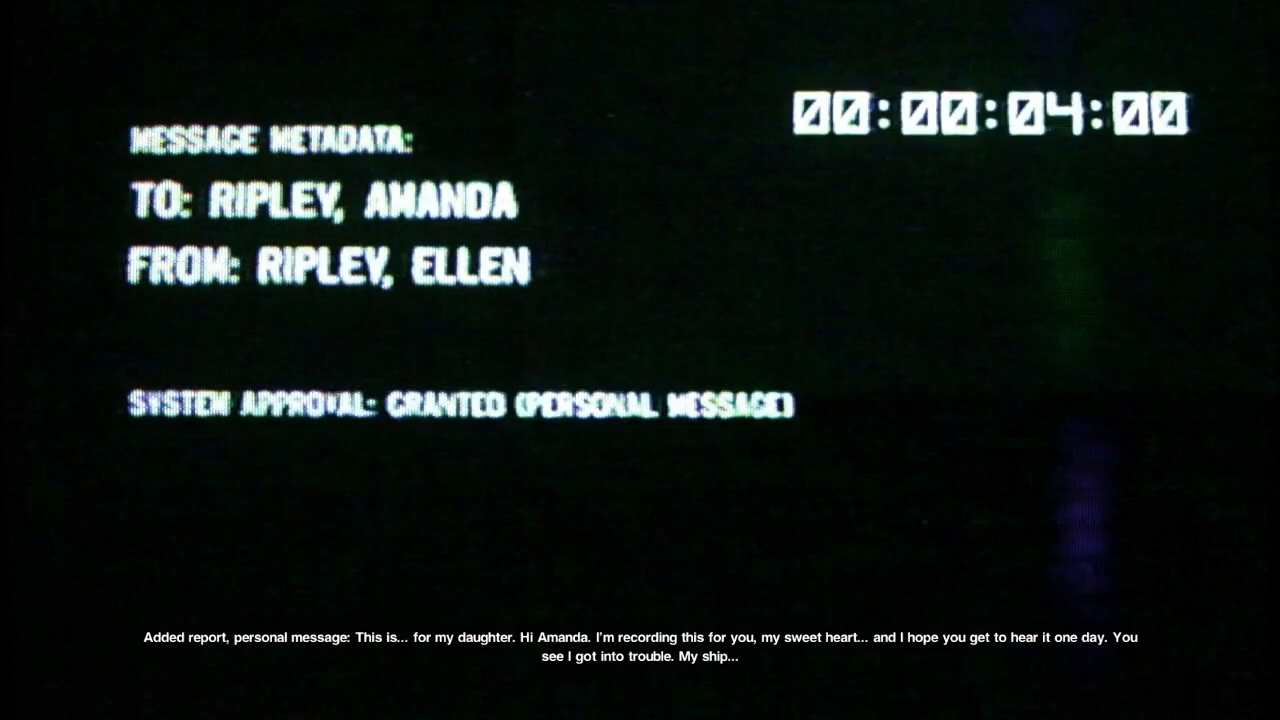 00:00:04:00
MESSAGE METADATA:
TO: RIPLEY, AMANDA
FROM: RIPLEY, ELLEN
SYSTEM APPROVAL: GRANTED (PERSONAL MESSAGE)
Added report, personal message: This is... for my daughter. Hi Amanda. I'm recording this for you, my sweet heart... and I hope you get to hear it one day. You
see I got into trouble. My ship...